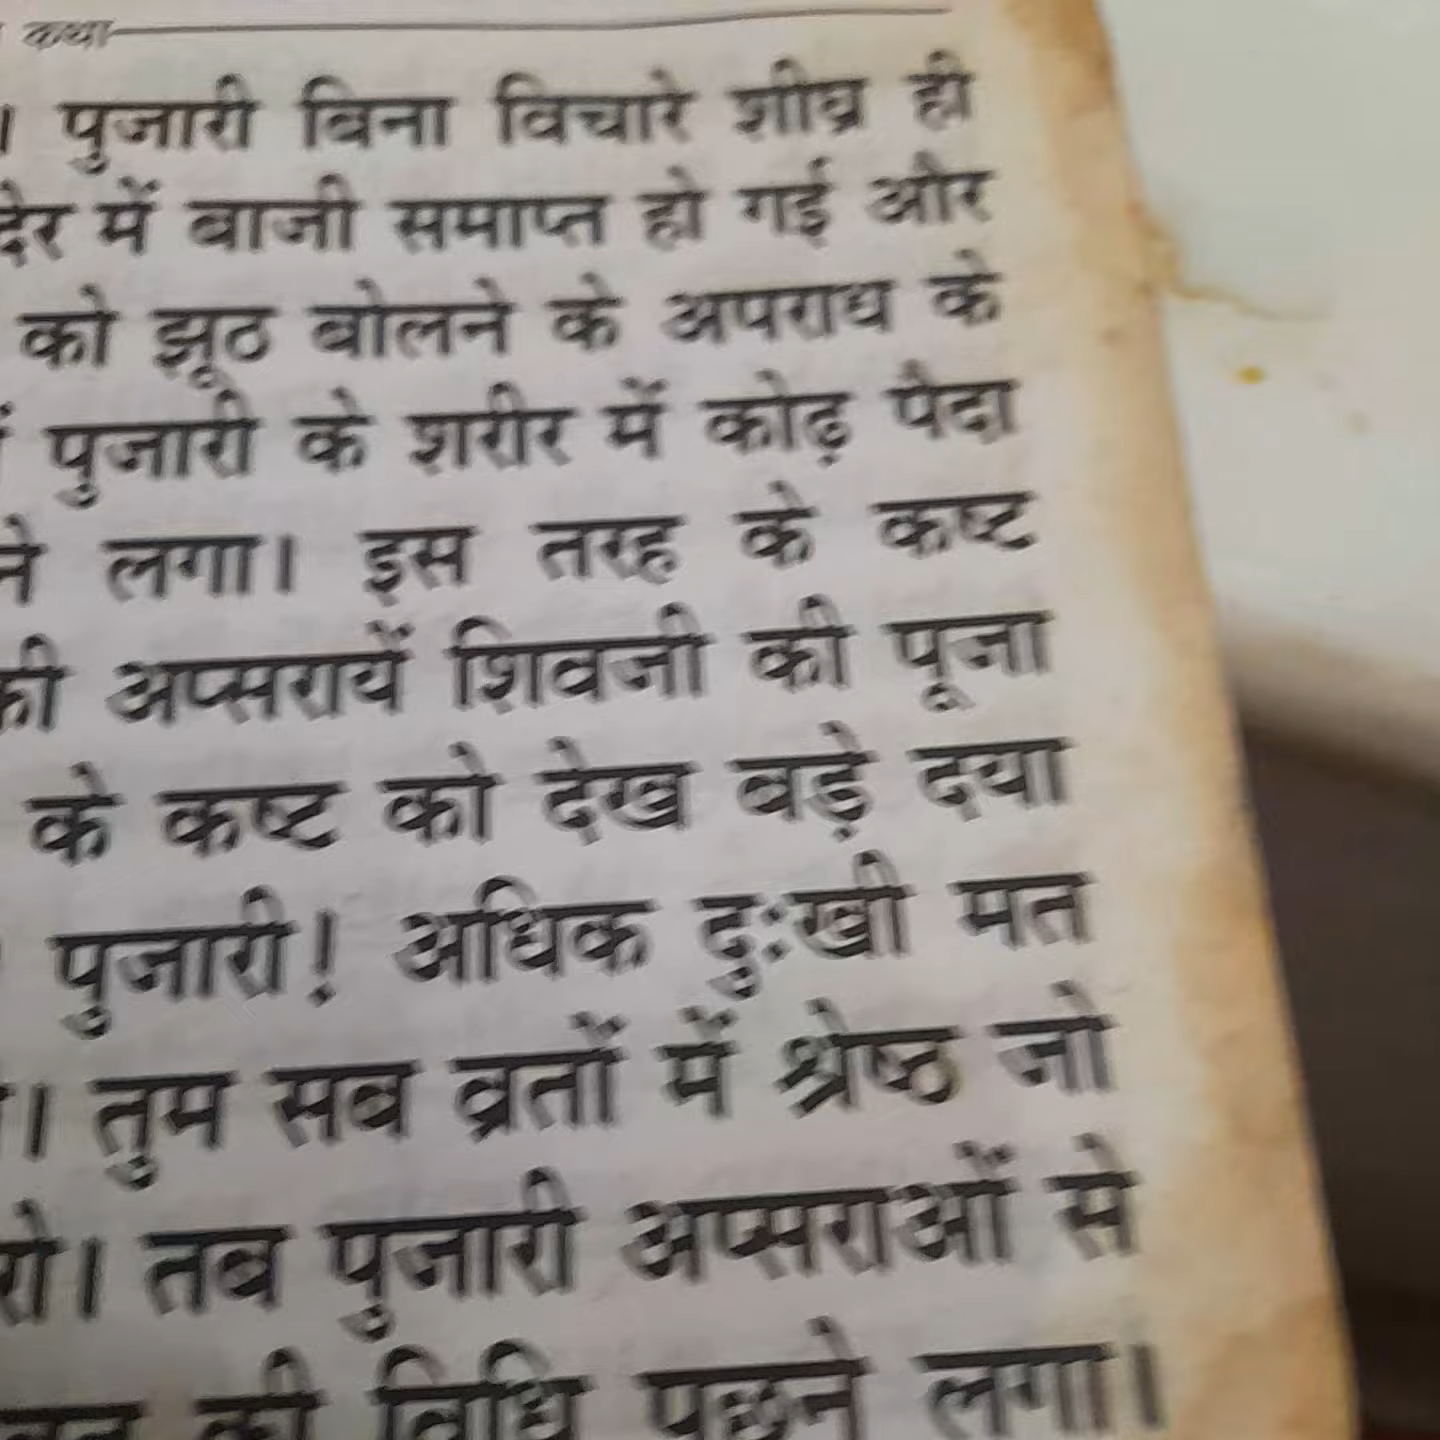 कथा
। पुजारी बिना विचारे शीघ्र ही
देर में बाजी समाप्त हो गई और
को झूठ बोलने के अपराध के
पुजारी के शरीर में कोढ़ पैदा
ने लगा। इस तरह के कष्ट
की अप्सरायें शिवजी की पूजा
के कष्ट को देख बड़े दया
पुजारी! अधिक दुःखी मत
। तुम सब व्रतों में श्रेष्ठ जो
। तब पुजारी अप्सराओं से
की विधि पूछने लगा।